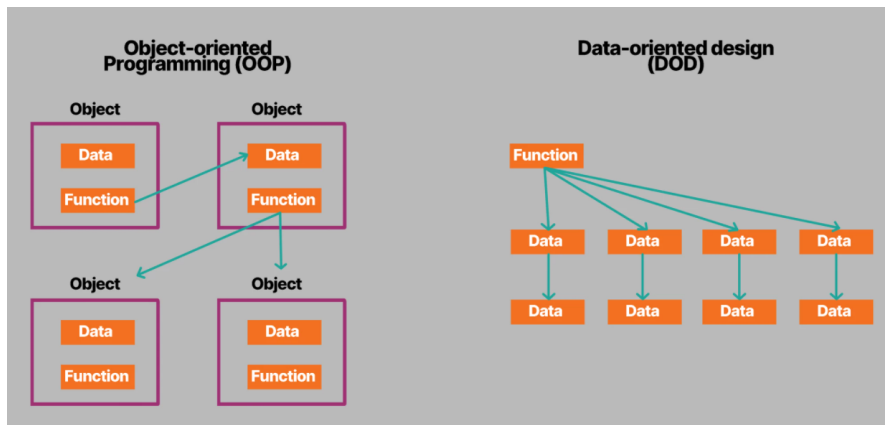 Object-oriented
Programming (OOP)
Object
Object
Data
Data
Function
Function
Object
Object
Data
Data
Function
Function
Data-oriented design
(DOD)
Function
Data
Data
Data
Data
Data
Data
Data
Data